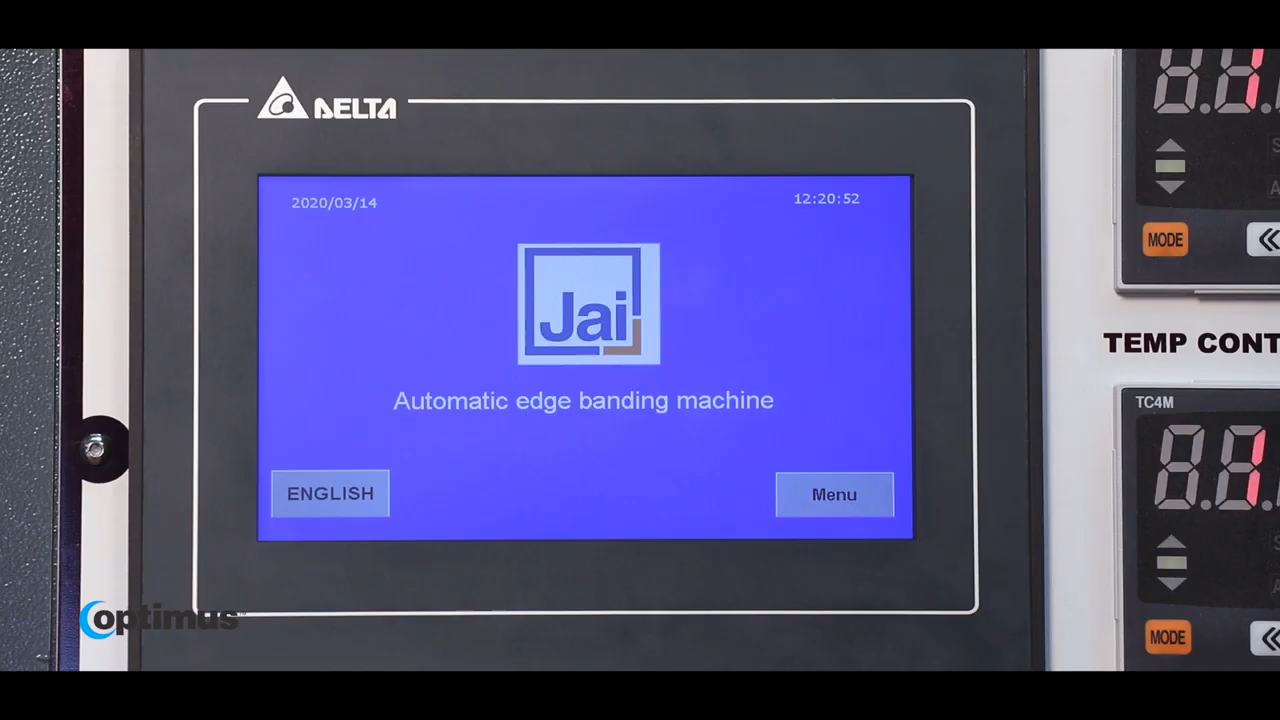 DELTA
2020/03/14
12:20:52
Jai
Automatic edge banding machine
ENGLISH
Menu
MODE
TEMP CONT
TC4M
MODE
optimus